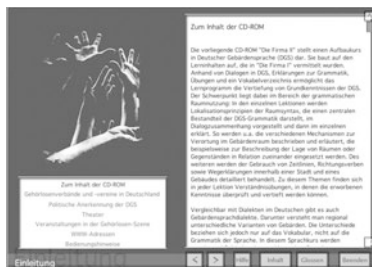 Zum Inhalt der CD-ROM
Die vorliegende CD-ROM "Die Firma II" stellt einen Aufbaukurs
in Deutscher Gebärdensprache (DGS) dar. Sie baut auf den
Lerninhalten auf, die in "Die Firma I" vermittelt wurden.
Anhand von Dialogen in DGS, Erklärungen zur Grammatik,
Übungen und ein Vokabelverzeichnis ermöglicht das
Lernprogramm die Vertiefung von Grundkenntnissen der DGS.
Der Schwerpunkt liegt dabei im Bereich der grammatischen
Raumnutzung: In den einzelnen Lektionen werden
Lokalisationsprinzipien der Raumsyntax, die einen zentralen
Bestandteil der DGS-Grammatik darstellt, im
Dialogzusammenhang vorgestellt und dann im einzelnen
erklärt. So werden u.a. die verschiedenen Mechanismen zur
Verortung im Gebärdenraum beschrieben und erläutert, die
beispielsweise zur Beschreibung der Lage von Räumen oder
Gegenständen in Relation zueinander eingesetzt werden. Des
weiteren werden der Gebrauch von Zeitlinien, Richtungsverben
sowie Wegerklärungen innerhalb einer Stadt und eines
Gebäudes detailliert behandelt. Zu diesen Themen finden sich
in jeder Lektion Verständnisübungen, in denen die erworbenen
Kenntnisse überprüft und vertieft werden können.
Vergleichbar mit Dialekten im Deutschen gibt es auch
Gebärdensprachdialekte. Darunter versteht man regional
unterschiedliche Varianten von Gebärden. Die Unterschiede
beziehen sich jedoch nur auf das Vokabular, nicht auf die
Grammatik der Sprache. In diesem Sprachkurs werden
Zum Inhalt der CD-ROM
Gehörlosenverbände und -vereine in Deutschland
Politische Anerkennung der DGS
Theater
Veranstaltungen in der Gehörlosen-Szene
WWW-Adressen
Bedienungshinweise
Einleitung
< > Hilfe Inhalt Glossen Beenden